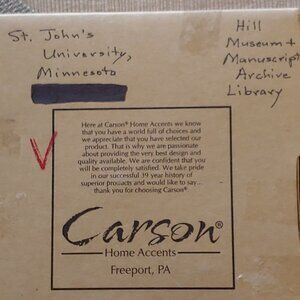 St. John's
University,
Minnesota
Hill
Museum +
Manuscript
Archive
Library
Here at Carson® Home Accents we know
that you have a world full of choices and
we appreciate that you have selected our
product. That is why we are passionate
about providing the very best design and
quality available. We are confident that you
will be completely satisfied. We take pride
in our successful 39 year history of
superior products and would like to say...
thank you for choosing Carson®.
Carson®
Home Accents
Freeport, PA